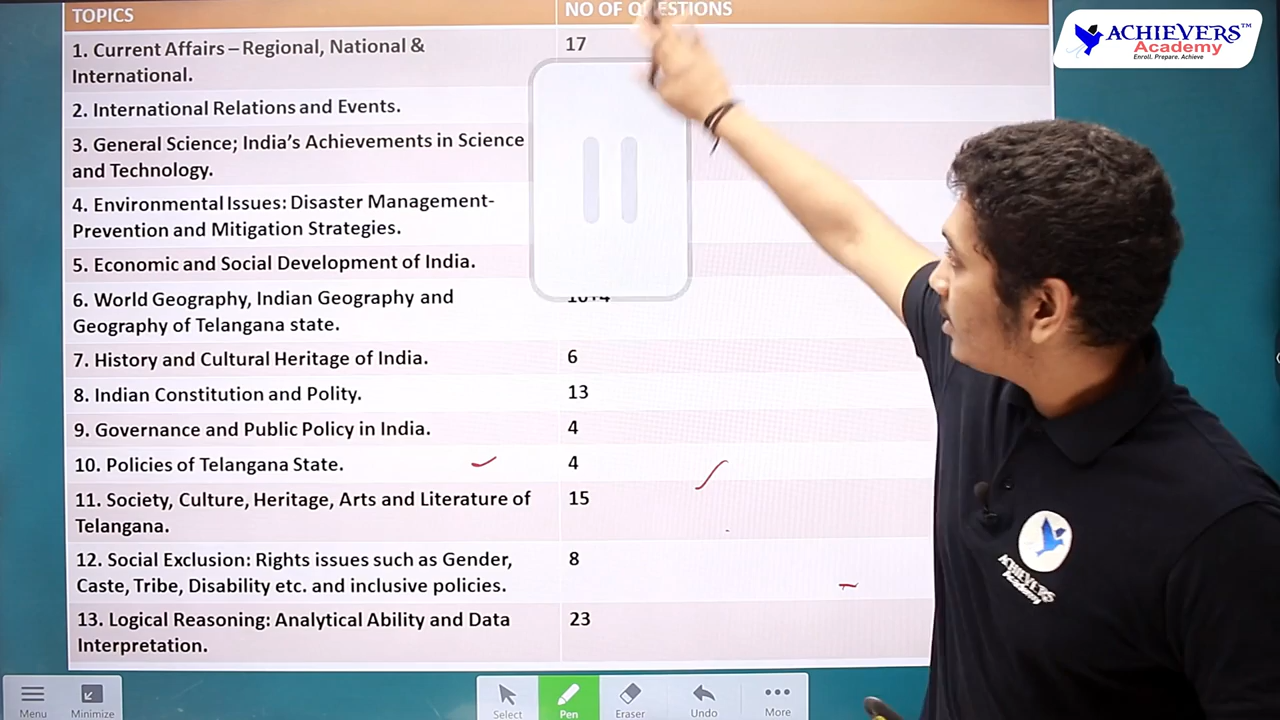 TOPICS NO OF QUESTIONS
1. Current Affairs – Regional, National & 17
International.
2. International Relations and Events.
3. General Science; India's Achievements in Science
and Technology.
4. Environmental Issues: Disaster Management-
Prevention and Mitigation Strategies.
5. Economic and Social Development of India.
6. World Geography, Indian Geography and
Geography of Telangana state.
7. History and Cultural Heritage of India. 6
8. Indian Constitution and Polity. 13
9. Governance and Public Policy in India. 4
10. Policies of Telangana State. 4
11. Society, Culture, Heritage, Arts and Literature of 15
Telangana.
12. Social Exclusion: Rights issues such as Gender, 8
Caste, Tribe, Disability etc. and inclusive policies.
13. Logical Reasoning: Analytical Ability and Data 23
Interpretation.
ACHIEVERS™
Academy
Enroll. Prepare. Achieve
ACHIEVERS
Academy
Menu Minimize Select Pen Eraser Undo More